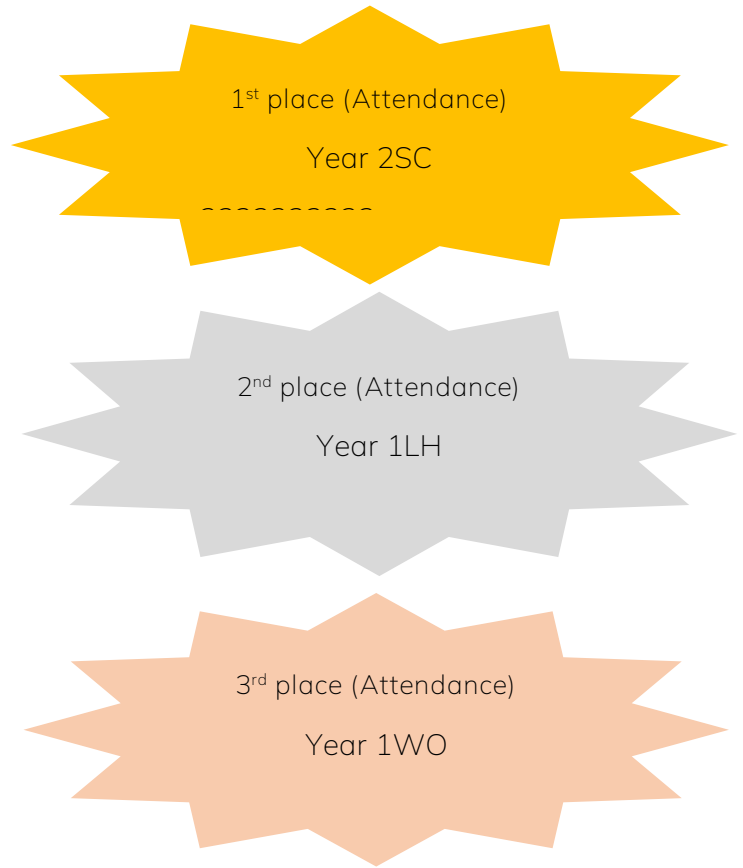 1st place (Attendance)
Year 2SC
2nd place (Attendance)
Year 1LH
3rd place (Attendance)
Year 1WO